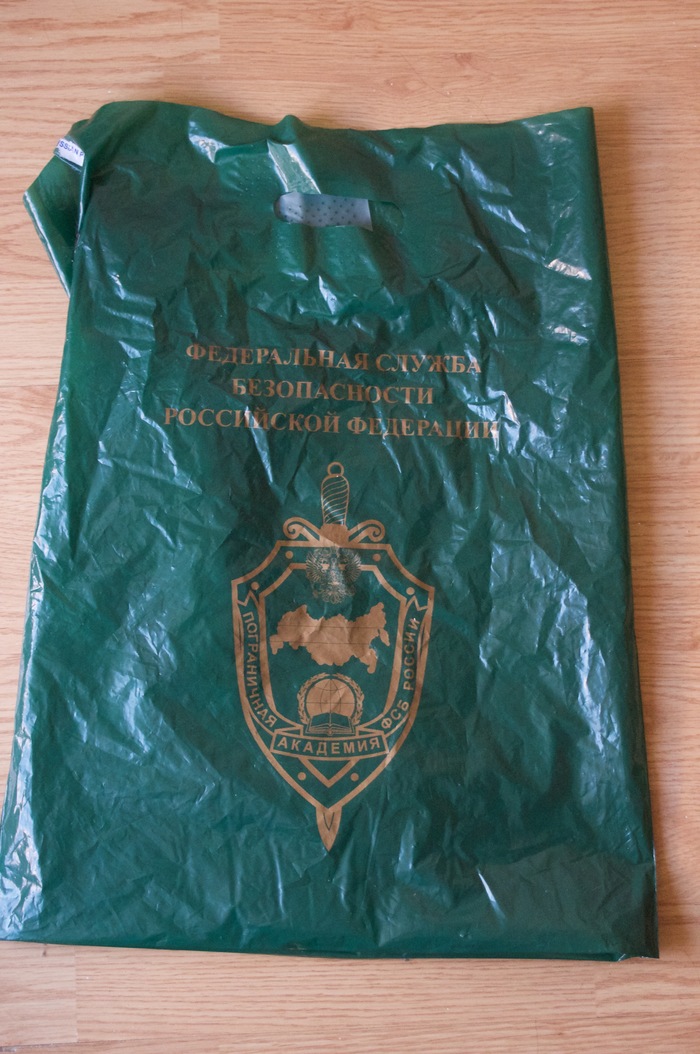 ФЕДЕРАЛЬНАЯ СЛУЖБА
БЕЗОПАСНОСТИ
РОССИЙСКОЙ ФЕДЕРАЦИИ
ПОГРАНИЧНАЯ
АКАДЕМИЯ
ФСБ РОССИИ